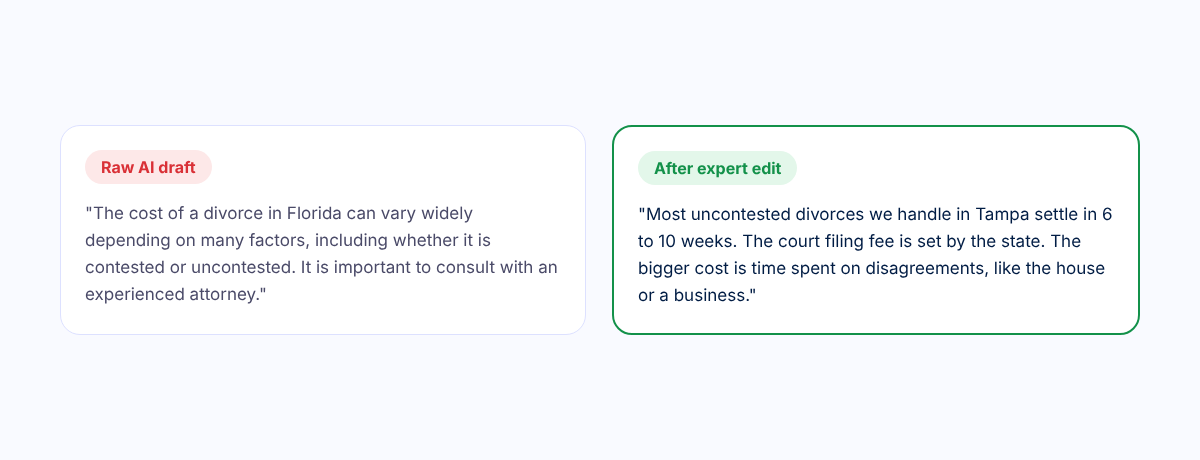 Raw AI draft
"The cost of a divorce in Florida can vary widely
depending on many factors, including whether it is
contested or uncontested. It is important to consult with an
experienced attorney."
After expert edit
"Most uncontested divorces we handle in Tampa settle in 6
to 10 weeks. The court filing fee is set by the state. The
bigger cost is time spent on disagreements, like the house
or a business."